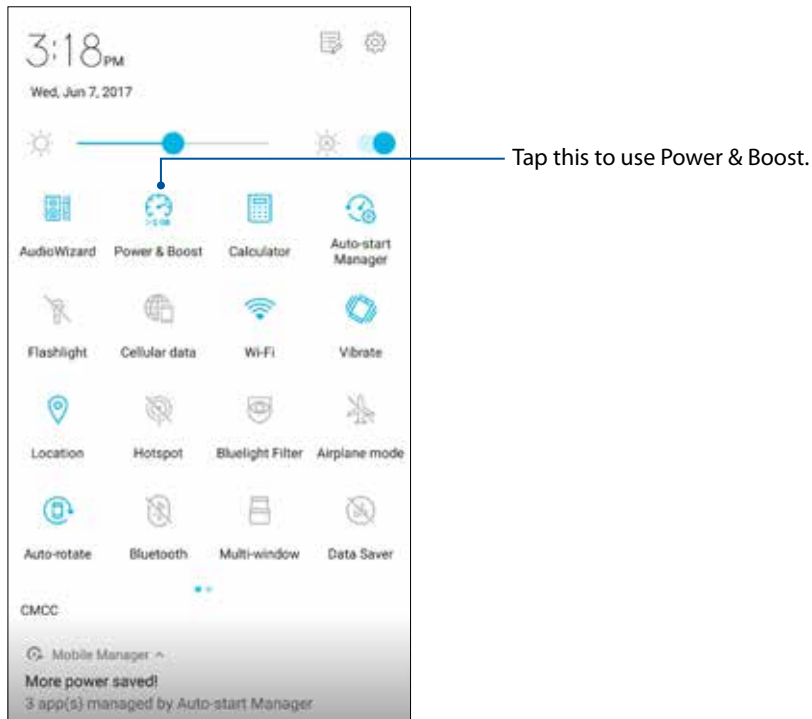 3:18PM
Wed, Jun 7, 2017
Tap this to use Power & Boost.
AudioWizard
Power & Boost
Calculator
Auto-start
Manager
Flashlight
Cellular data
Wi-Fi
Vibrate
Location
Hotspot
Bluelight Filter
Airplane mode
Auto-rotate
Bluetooth
Multi-window
Data Saver
CMCC
Mobile Manager
More power saved!
3 app(s) managed by Auto-start Manager